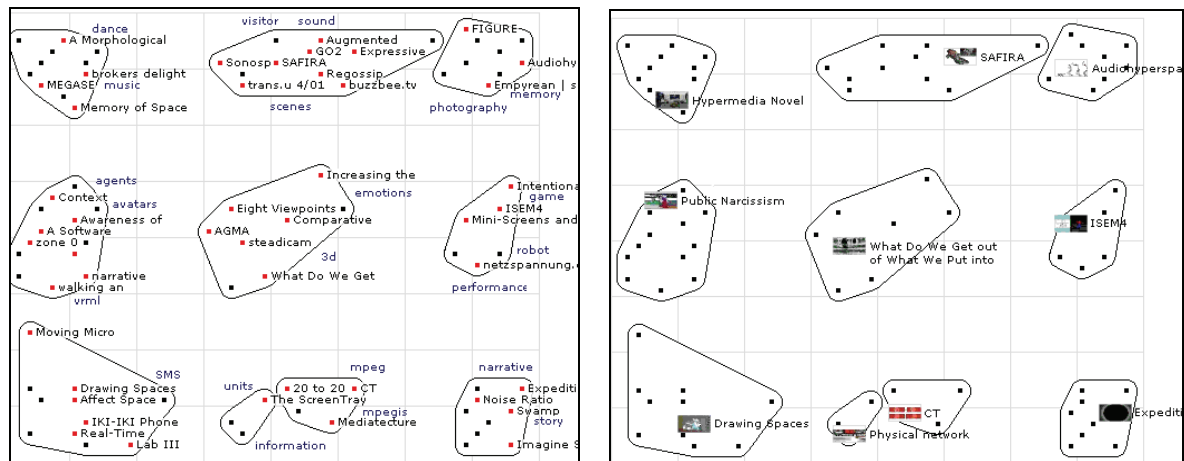 dance
visitor sound
A Morphological
Augmented
FIGURE
GO2 Expressive
brokers delight
Sonosp SAFIRA
Regossip
Audiohy
MEGASE
music
trans.u 4/01
buzzbee.tv
Empyrean | s
memory
Memory of Space
scenes
photography
agents
Increasing the
Context
avatars
emotions
Intentiona
game
Awareness of
Eight Viewpoints
Comparative
ISEM4
Mini-Screens and
A Software
AGMA
zone 0
steadicam
robot
3d
netzspannung.
narrative
What Do We Get
walking an
performance
vrml
Moving Micro
SMS
mpeg
narrative
units
Drawing Spaces
20 to 20
CT
Expediti
Affect Space
The ScreenTray
Noise Ratio
mpegis
Swamp
IKI-IKI Phone
Mediatecture
story
Real-Time
Lab III
information
Imagine S
SAFIRA
Audiohyperspa
Hypermedia Novel
Public Narcissism
ISEM4
What Do We Get out
of What We Put into
Drawing Spaces
CT
Expediti
Physical network